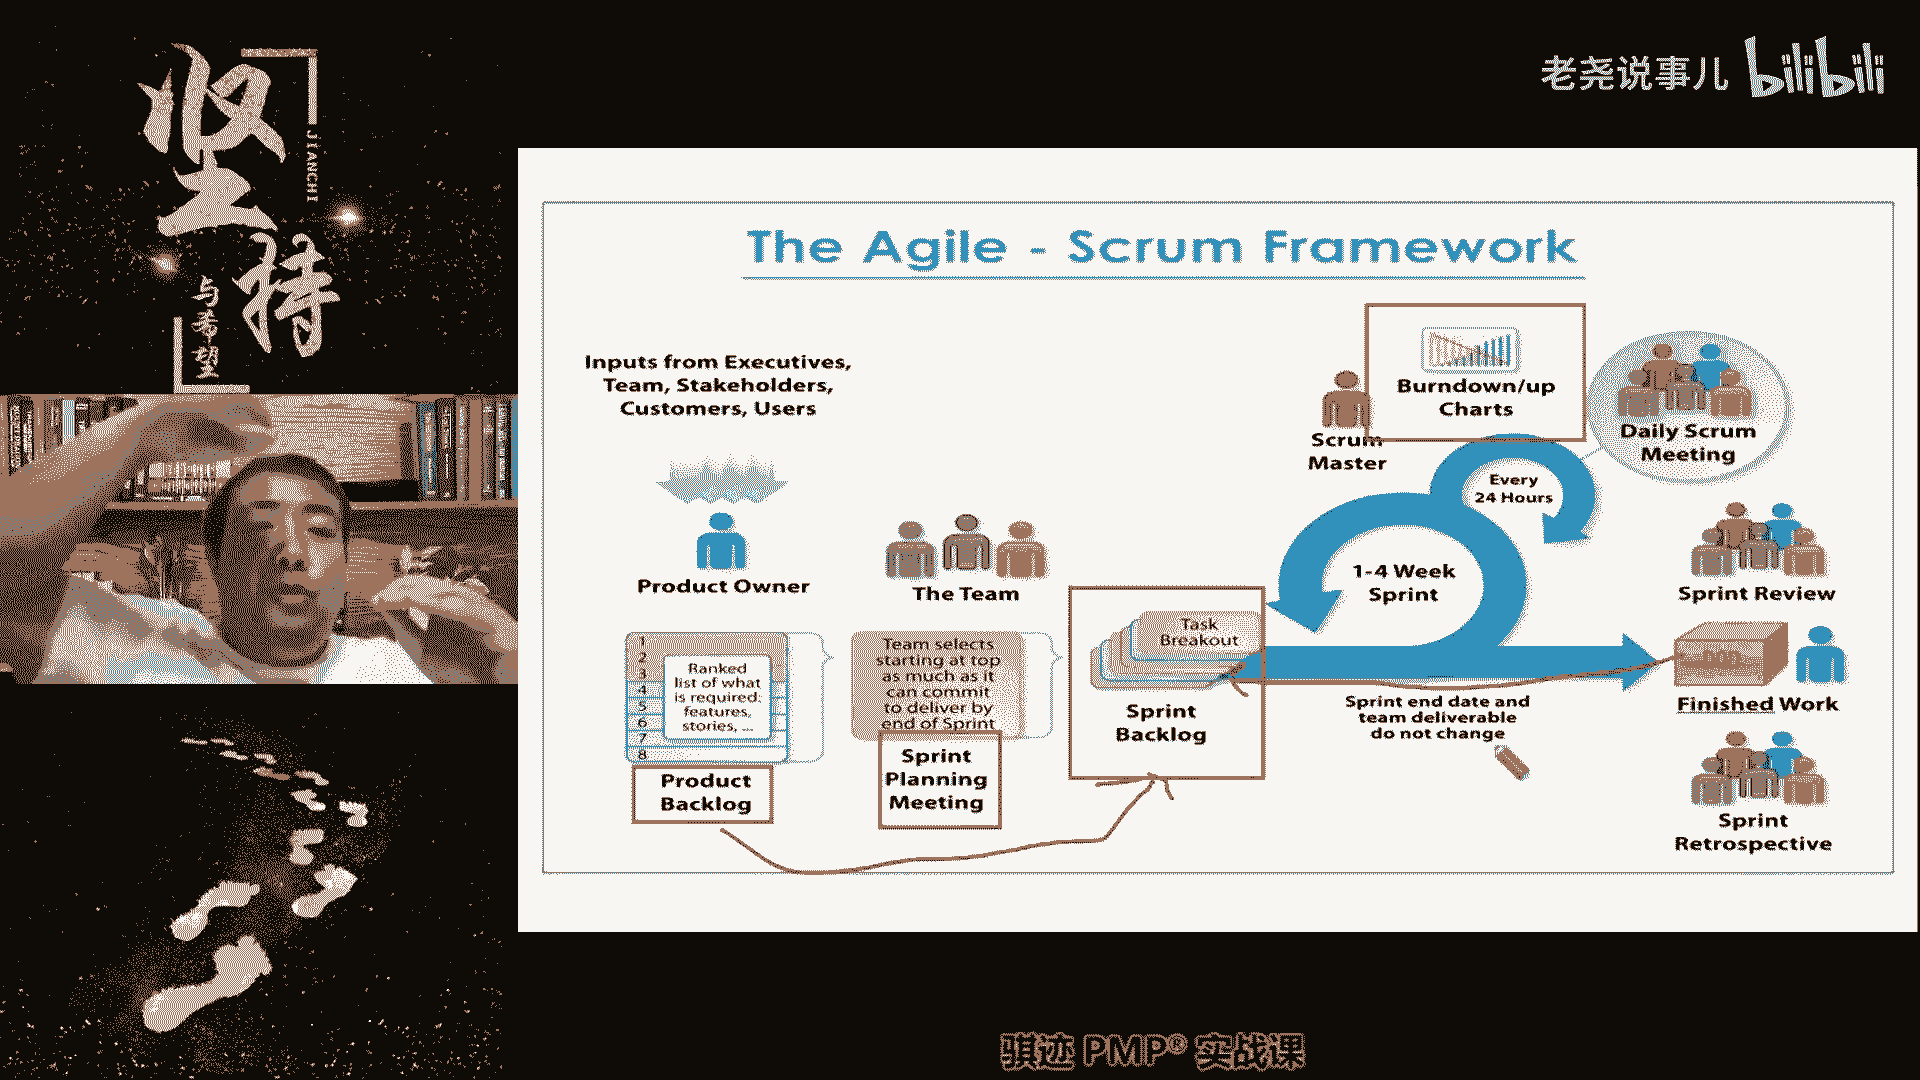 坚持
JIANCHI
与希望
老尧说事儿 bilibili
The Agile - Scrum Framework
Inputs from Executives,
Team, Stakeholders,
Customers, Users
Product Owner
The Team
1
2
3
4
5
6
7
8
Ranked
list of what
is required:
features,
stories, ...
Product
Backlog
Team selects
starting at top
as much as it
can commit
to deliver by
end of Sprint
Sprint
Planning
Meeting
Task
Breakout
Sprint
Backlog
Scrum
Master
Burndown/up
Charts
Every
24 Hours
1-4 Week
Sprint
Sprint end date and
team deliverable
do not change
Daily Scrum
Meeting
Sprint Review
Finished Work
Sprint
Retrospective
骐迹 PMP® 实战课